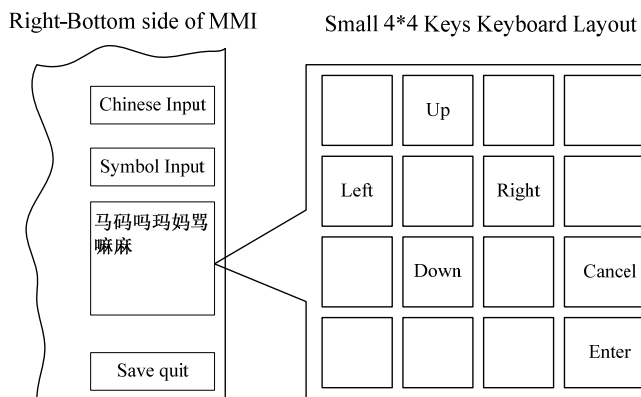 Right-Bottom side of MMI
Small 4*4 Keys Keyboard Layout
Chinese Input
Symbol Input
马码吗玛妈骂
嘛麻
Save quit
Up
Left
Right
Down
Cancel
Enter